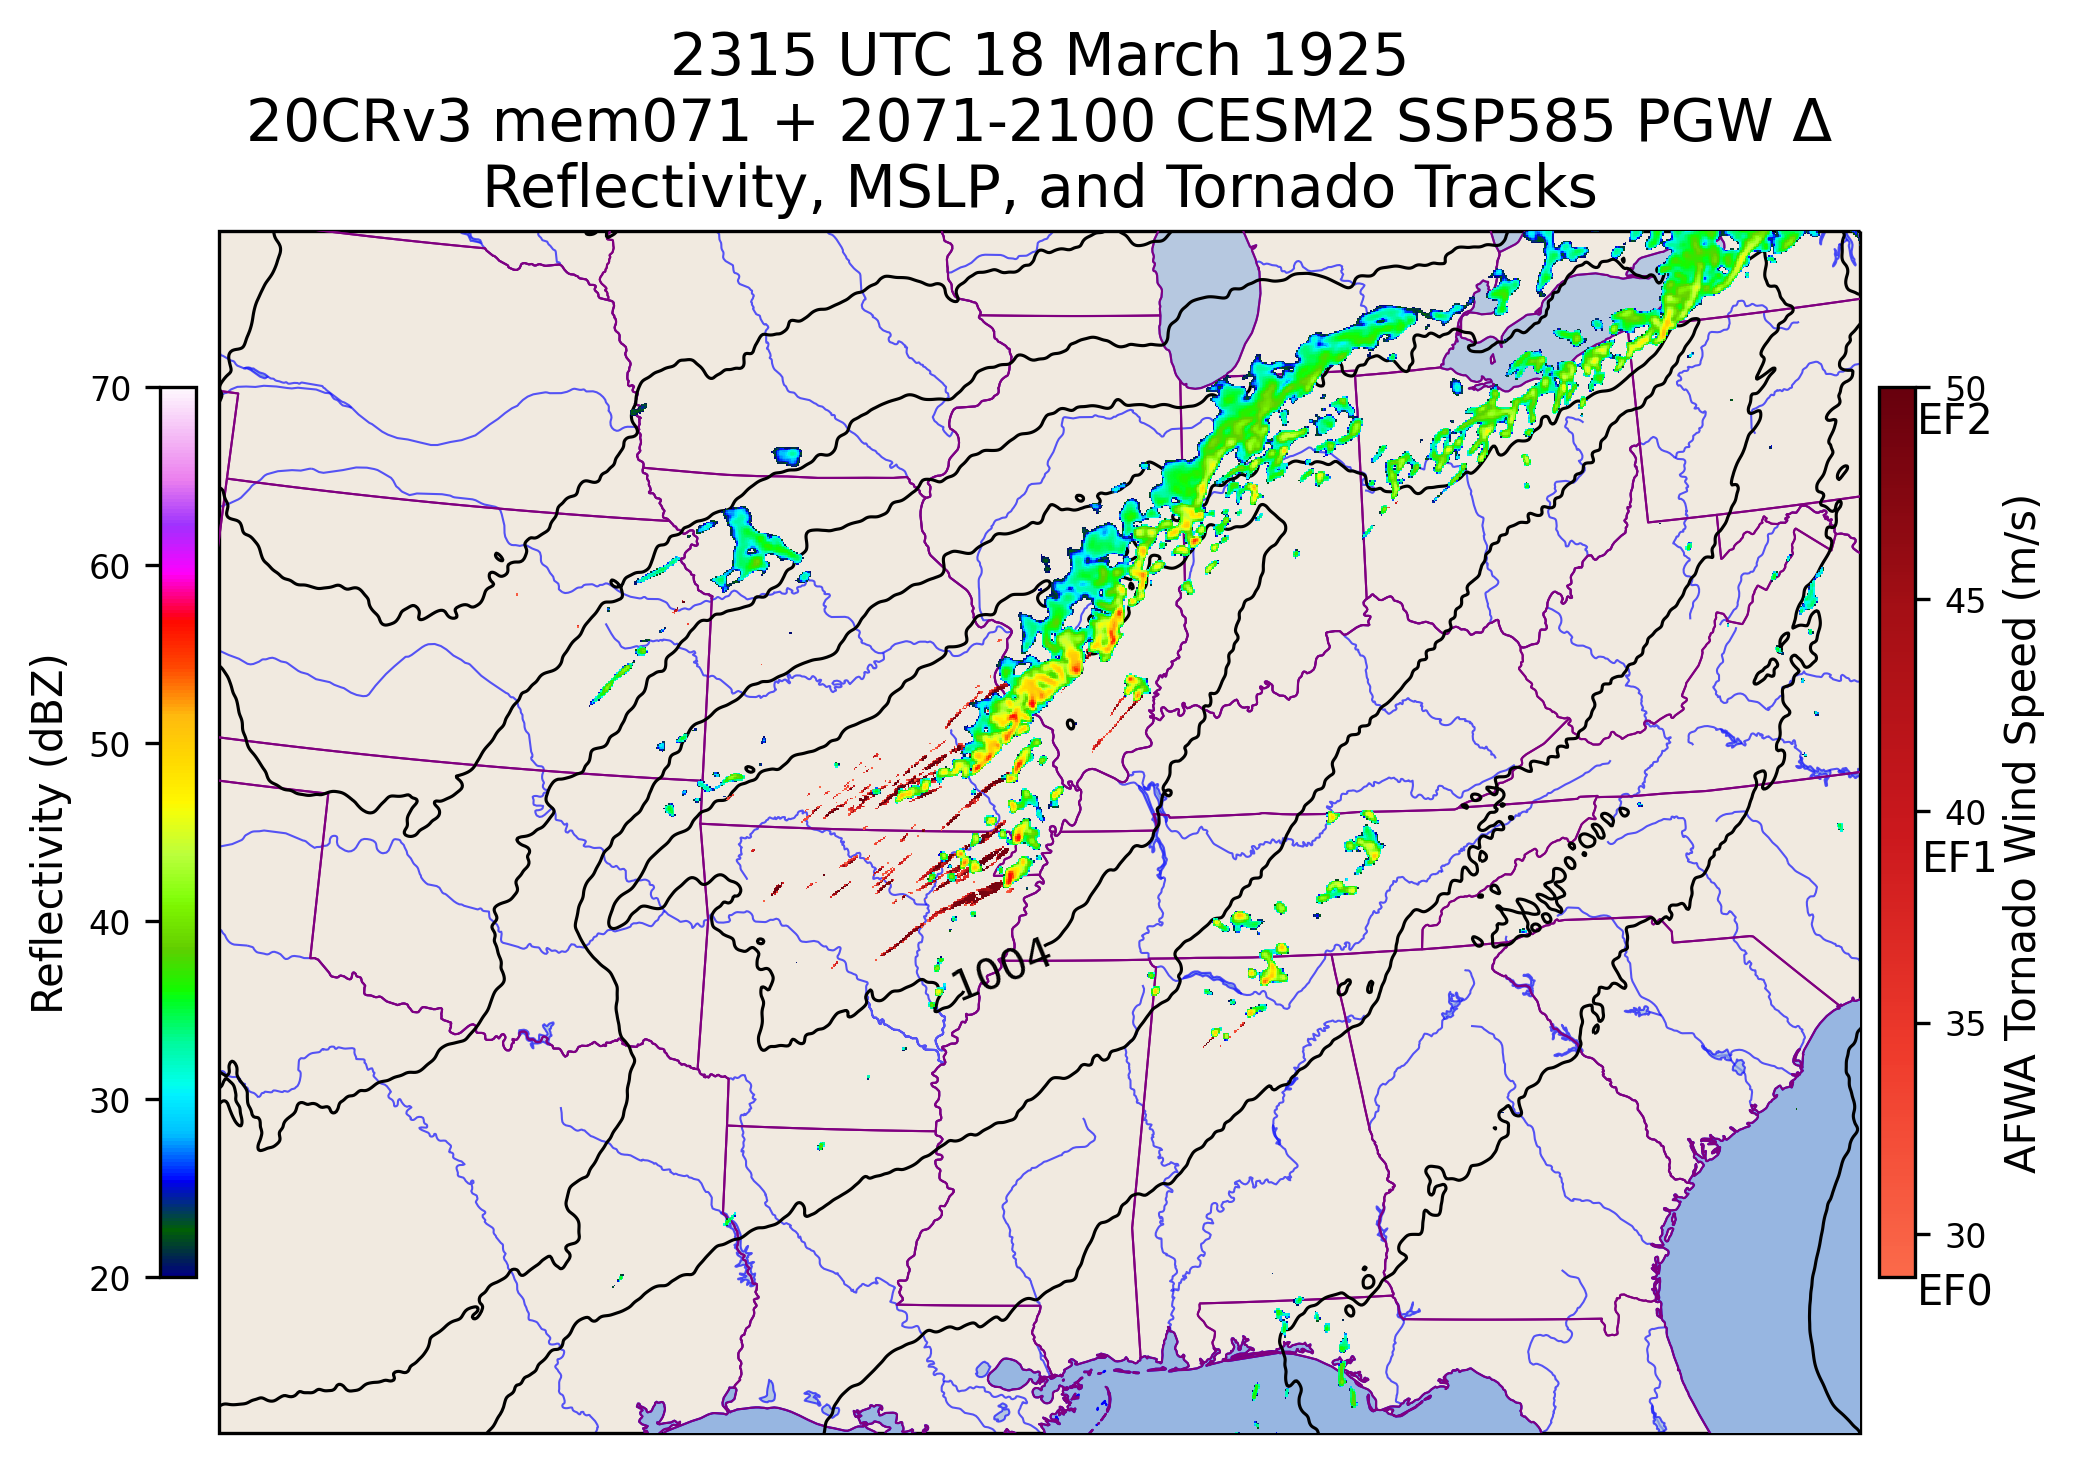 2315 UTC 18 March 1925
20CRv3 mem071 + 2071-2100 CESM2 SSP585 PGW Δ
Reflectivity, MSLP, and Tornado Tracks
70
60
50
40
30
20
Reflectivity (dBZ)
1004
50
EF2
45
40
EF1
35
30
EF0
AFWA Tornado Wind Speed (m/s)